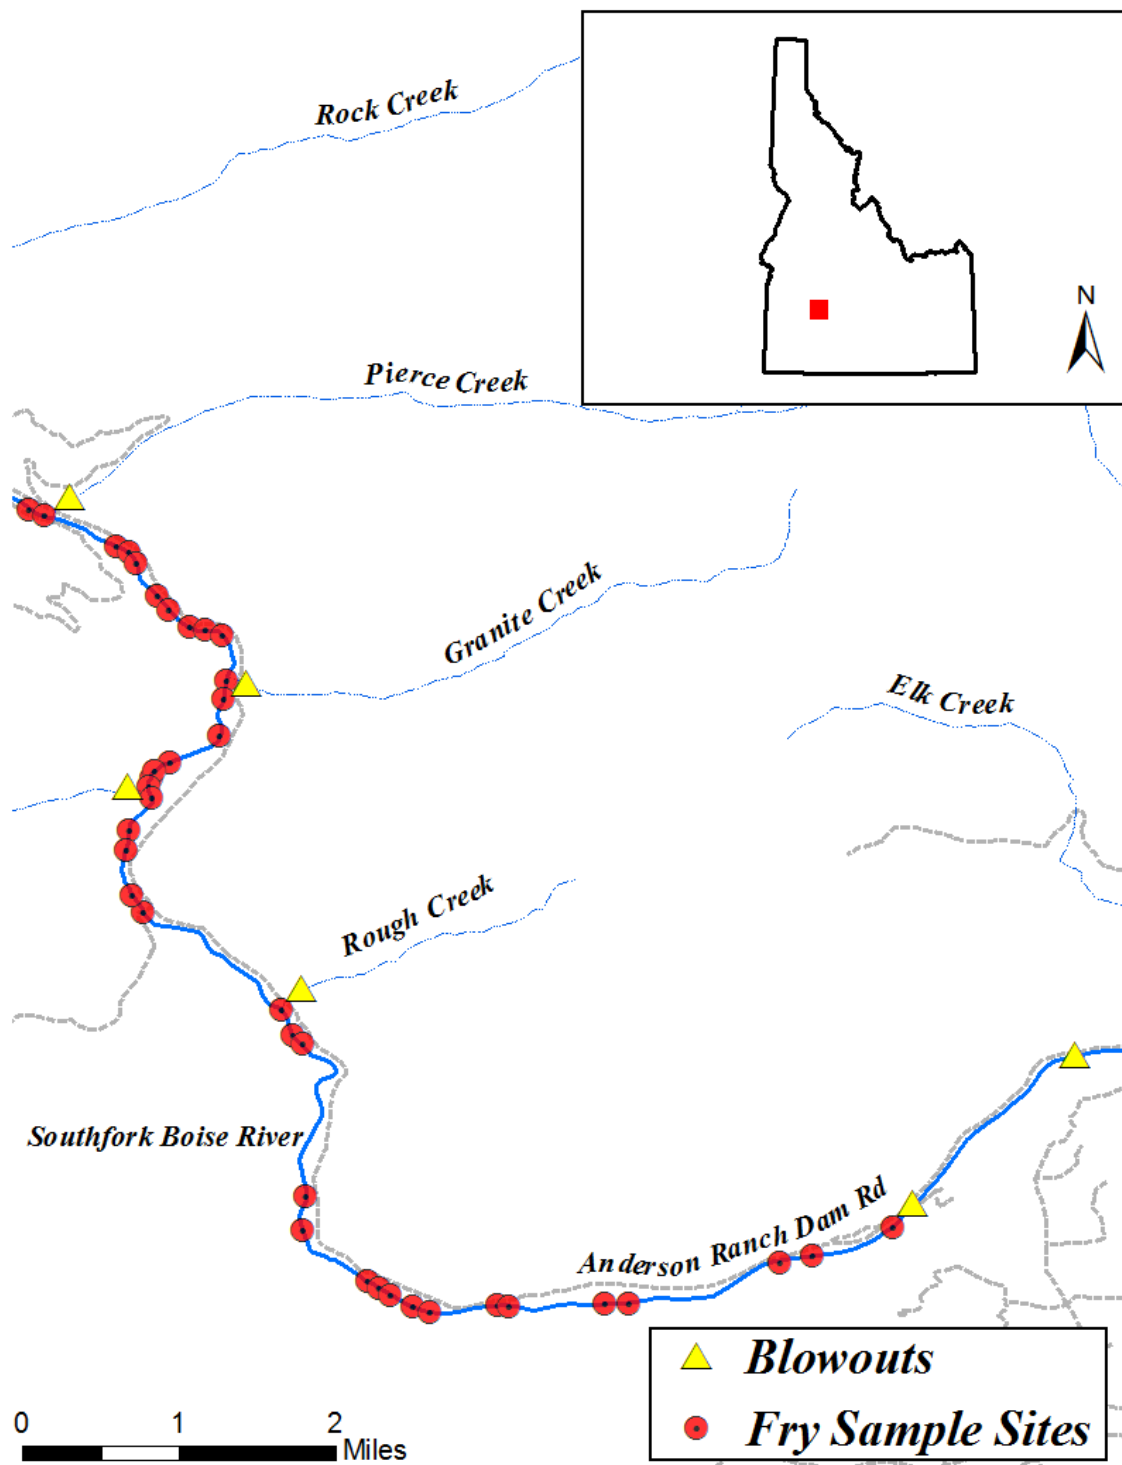 Rock Creek
N
Pierce Creek
Granite Creek
Elk Creek
Rough Creek
Southfork Boise River
Anderson Ranch Dam Rd
Blowouts
Fry Sample Sites
0 1 2
Miles